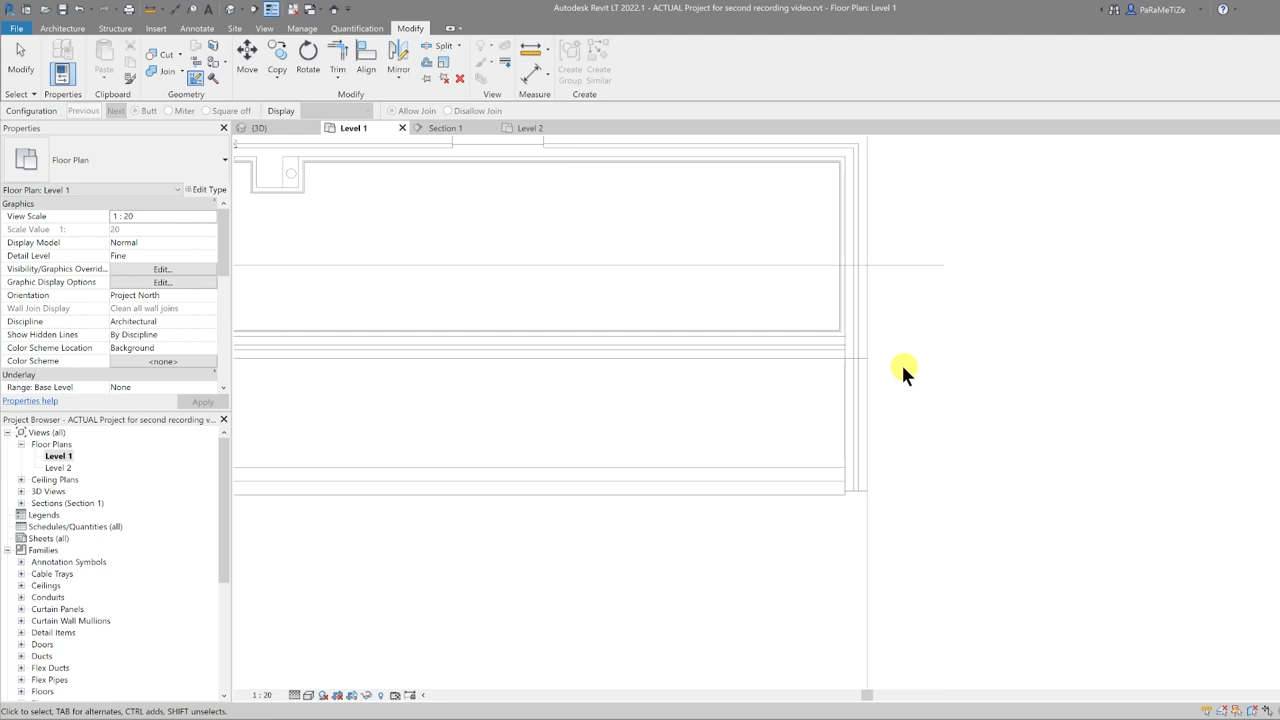 Autodesk Revit LT 2022.1 - ACTUAL Project for second recording video.rvt - Floor Plan: Level 1
PaRaMeTiZe
File Architecture Structure Insert Annotate Site View Manage Quantification Modify
Cut
Join
Split
Modify Paste Move Copy Rotate Trim Align Mirror Create Group Create Similar
Select Properties Clipboard Geometry Modify View Measure Create
Configuration Previous Next Butt Miter Square off Display Allow Join Disallow Join
Properties
(3D) Level 1 Section 1 Level 2
Floor Plan
Floor Plan: Level 1 Edit Type
Graphics
View Scale 1 : 20
Scale Value 1: 20
Display Model Normal
Detail Level Fine
Visibility/Graphics Overrid... Edit...
Graphic Display Options Edit...
Orientation Project North
Wall Join Display Clean all wall joins
Discipline Architectural
Show Hidden Lines By Discipline
Color Scheme Location Background
Color Scheme <none>
Underlay
Range: Base Level None
Properties help Apply
Project Browser - ACTUAL Project for second recording v...
Views (all)
Floor Plans
Level 1
Level 2
Ceiling Plans
3D Views
Sections (Section 1)
Legends
Schedules/Quantities (all)
Sheets (all)
Families
Annotation Symbols
Cable Trays
Ceilings
Conduits
Curtain Panels
Curtain Wall Mullions
Detail Items
Doors
Ducts
Flex Ducts
Flex Pipes
Floors
1 : 20
Click to select, TAB for alternates, CTRL adds, SHIFT unselects.